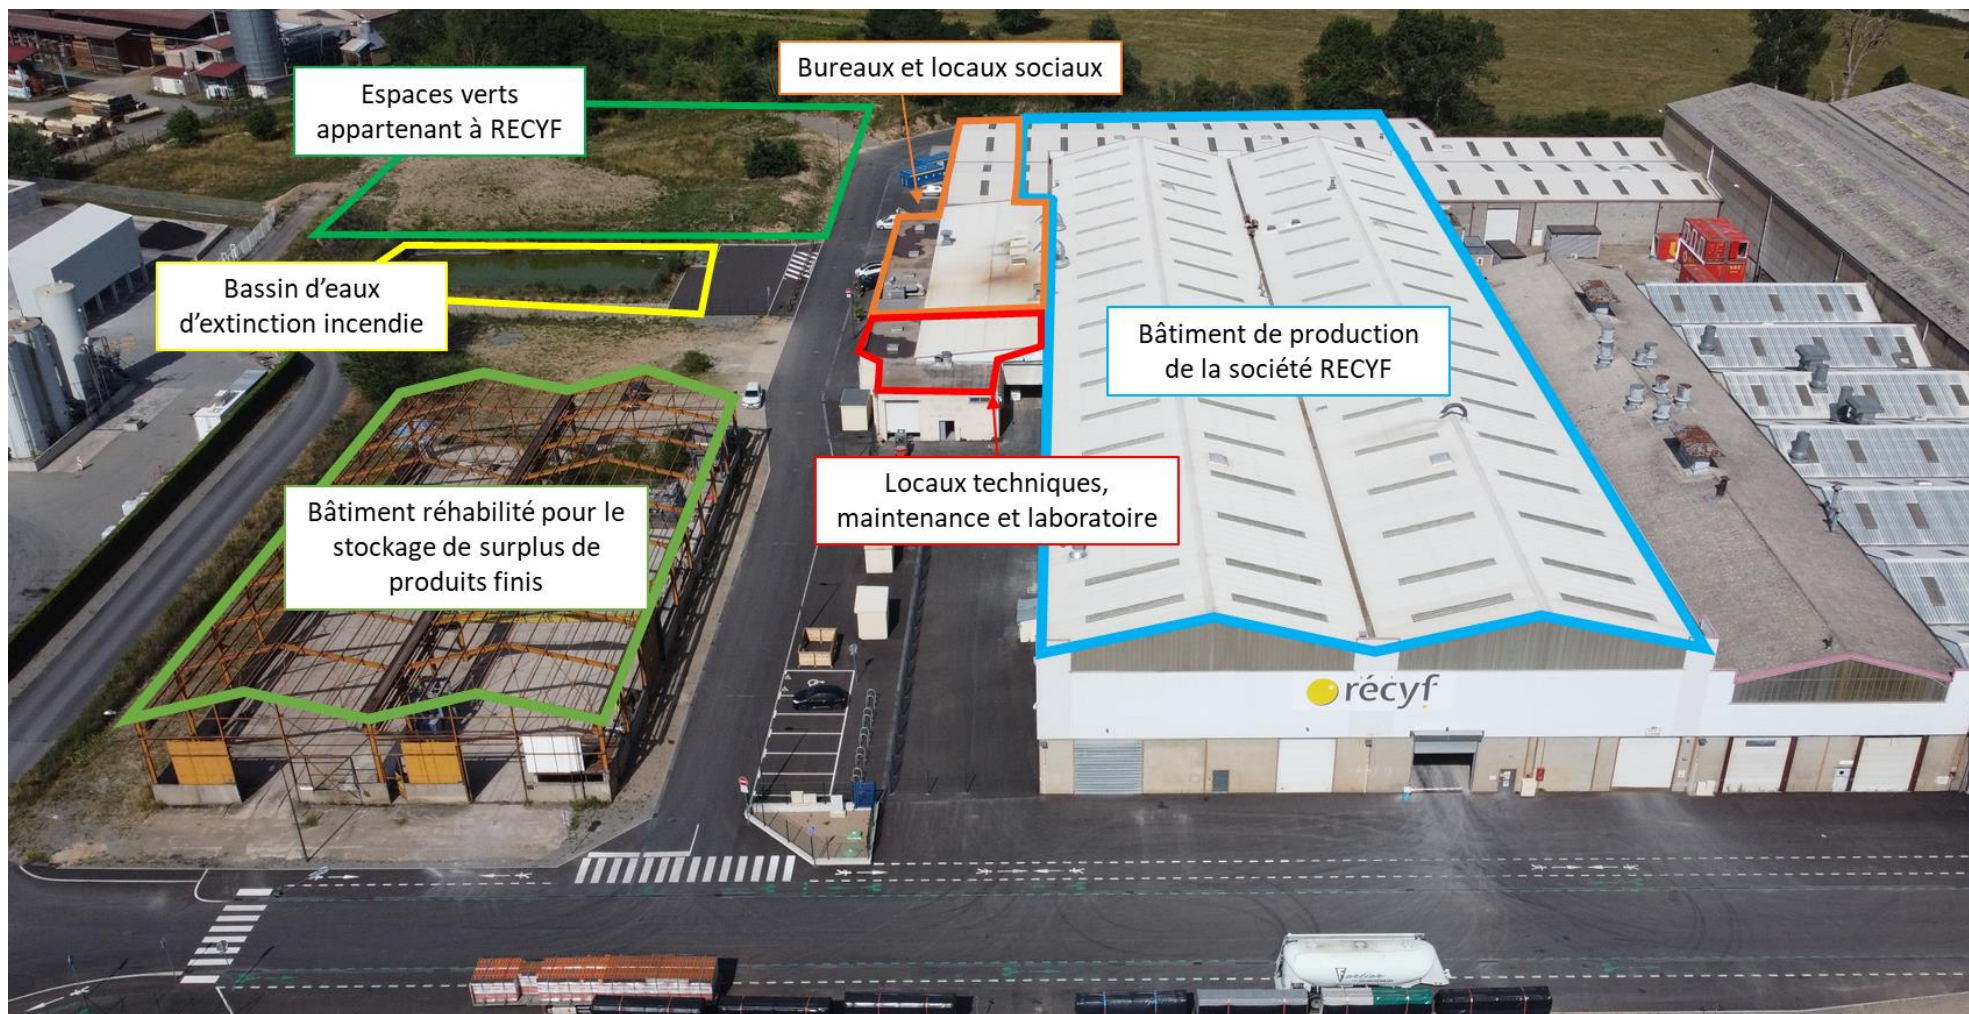 Bureaux et locaux sociaux
Espaces verts
appartenant à RECYF
Bassin d'eaux
d'extinction incendie
Bâtiment de production
de la société RECYF
Locaux techniques,
maintenance et laboratoire
Bâtiment réhabilité pour le
stockage de surplus de
produits finis
récyf